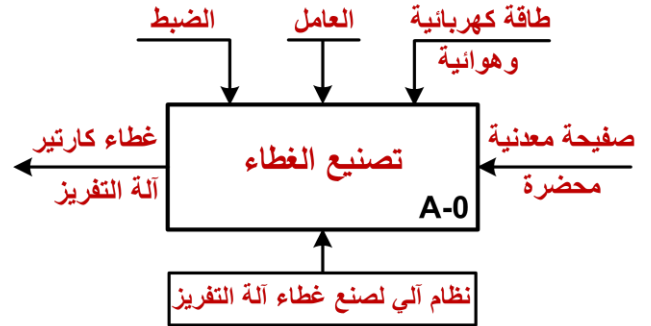 الضبط
العامل
طاقة كهربائية
وهوائية
صفيحة معدنية
محضرة
تصنيع الغطاء
A-0
غطاء كارتير
آلة التفريز
نظام آلي لصنع غطاء آلة التفريز